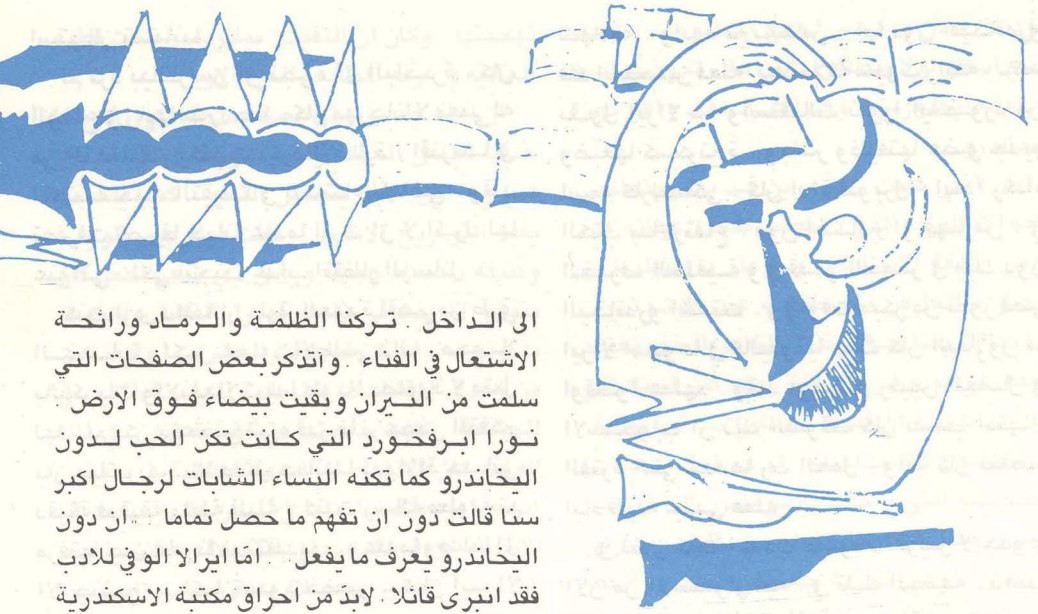 الى الداخل . تركنا الظلمة والرماد ورائحة
الاشتعال في الفناء . واتذكر بعض الصفحات التي
سلمت من النيران وبقيت بيضاء فوق الارض .
نورا ايرفخورد التي كانت تكن الحب لدون
اليخاندرو كما تكنه النساء الشابات لرجال اكبر
سنا قالت دون ان تفهم ما حصل تماما « ان دون
اليخاندرو يعرف ما يفعل » . اما ايرالا الوفي للادب
فقد انبرى قائلا . لابد من احراق مكتبة الاسكندرية